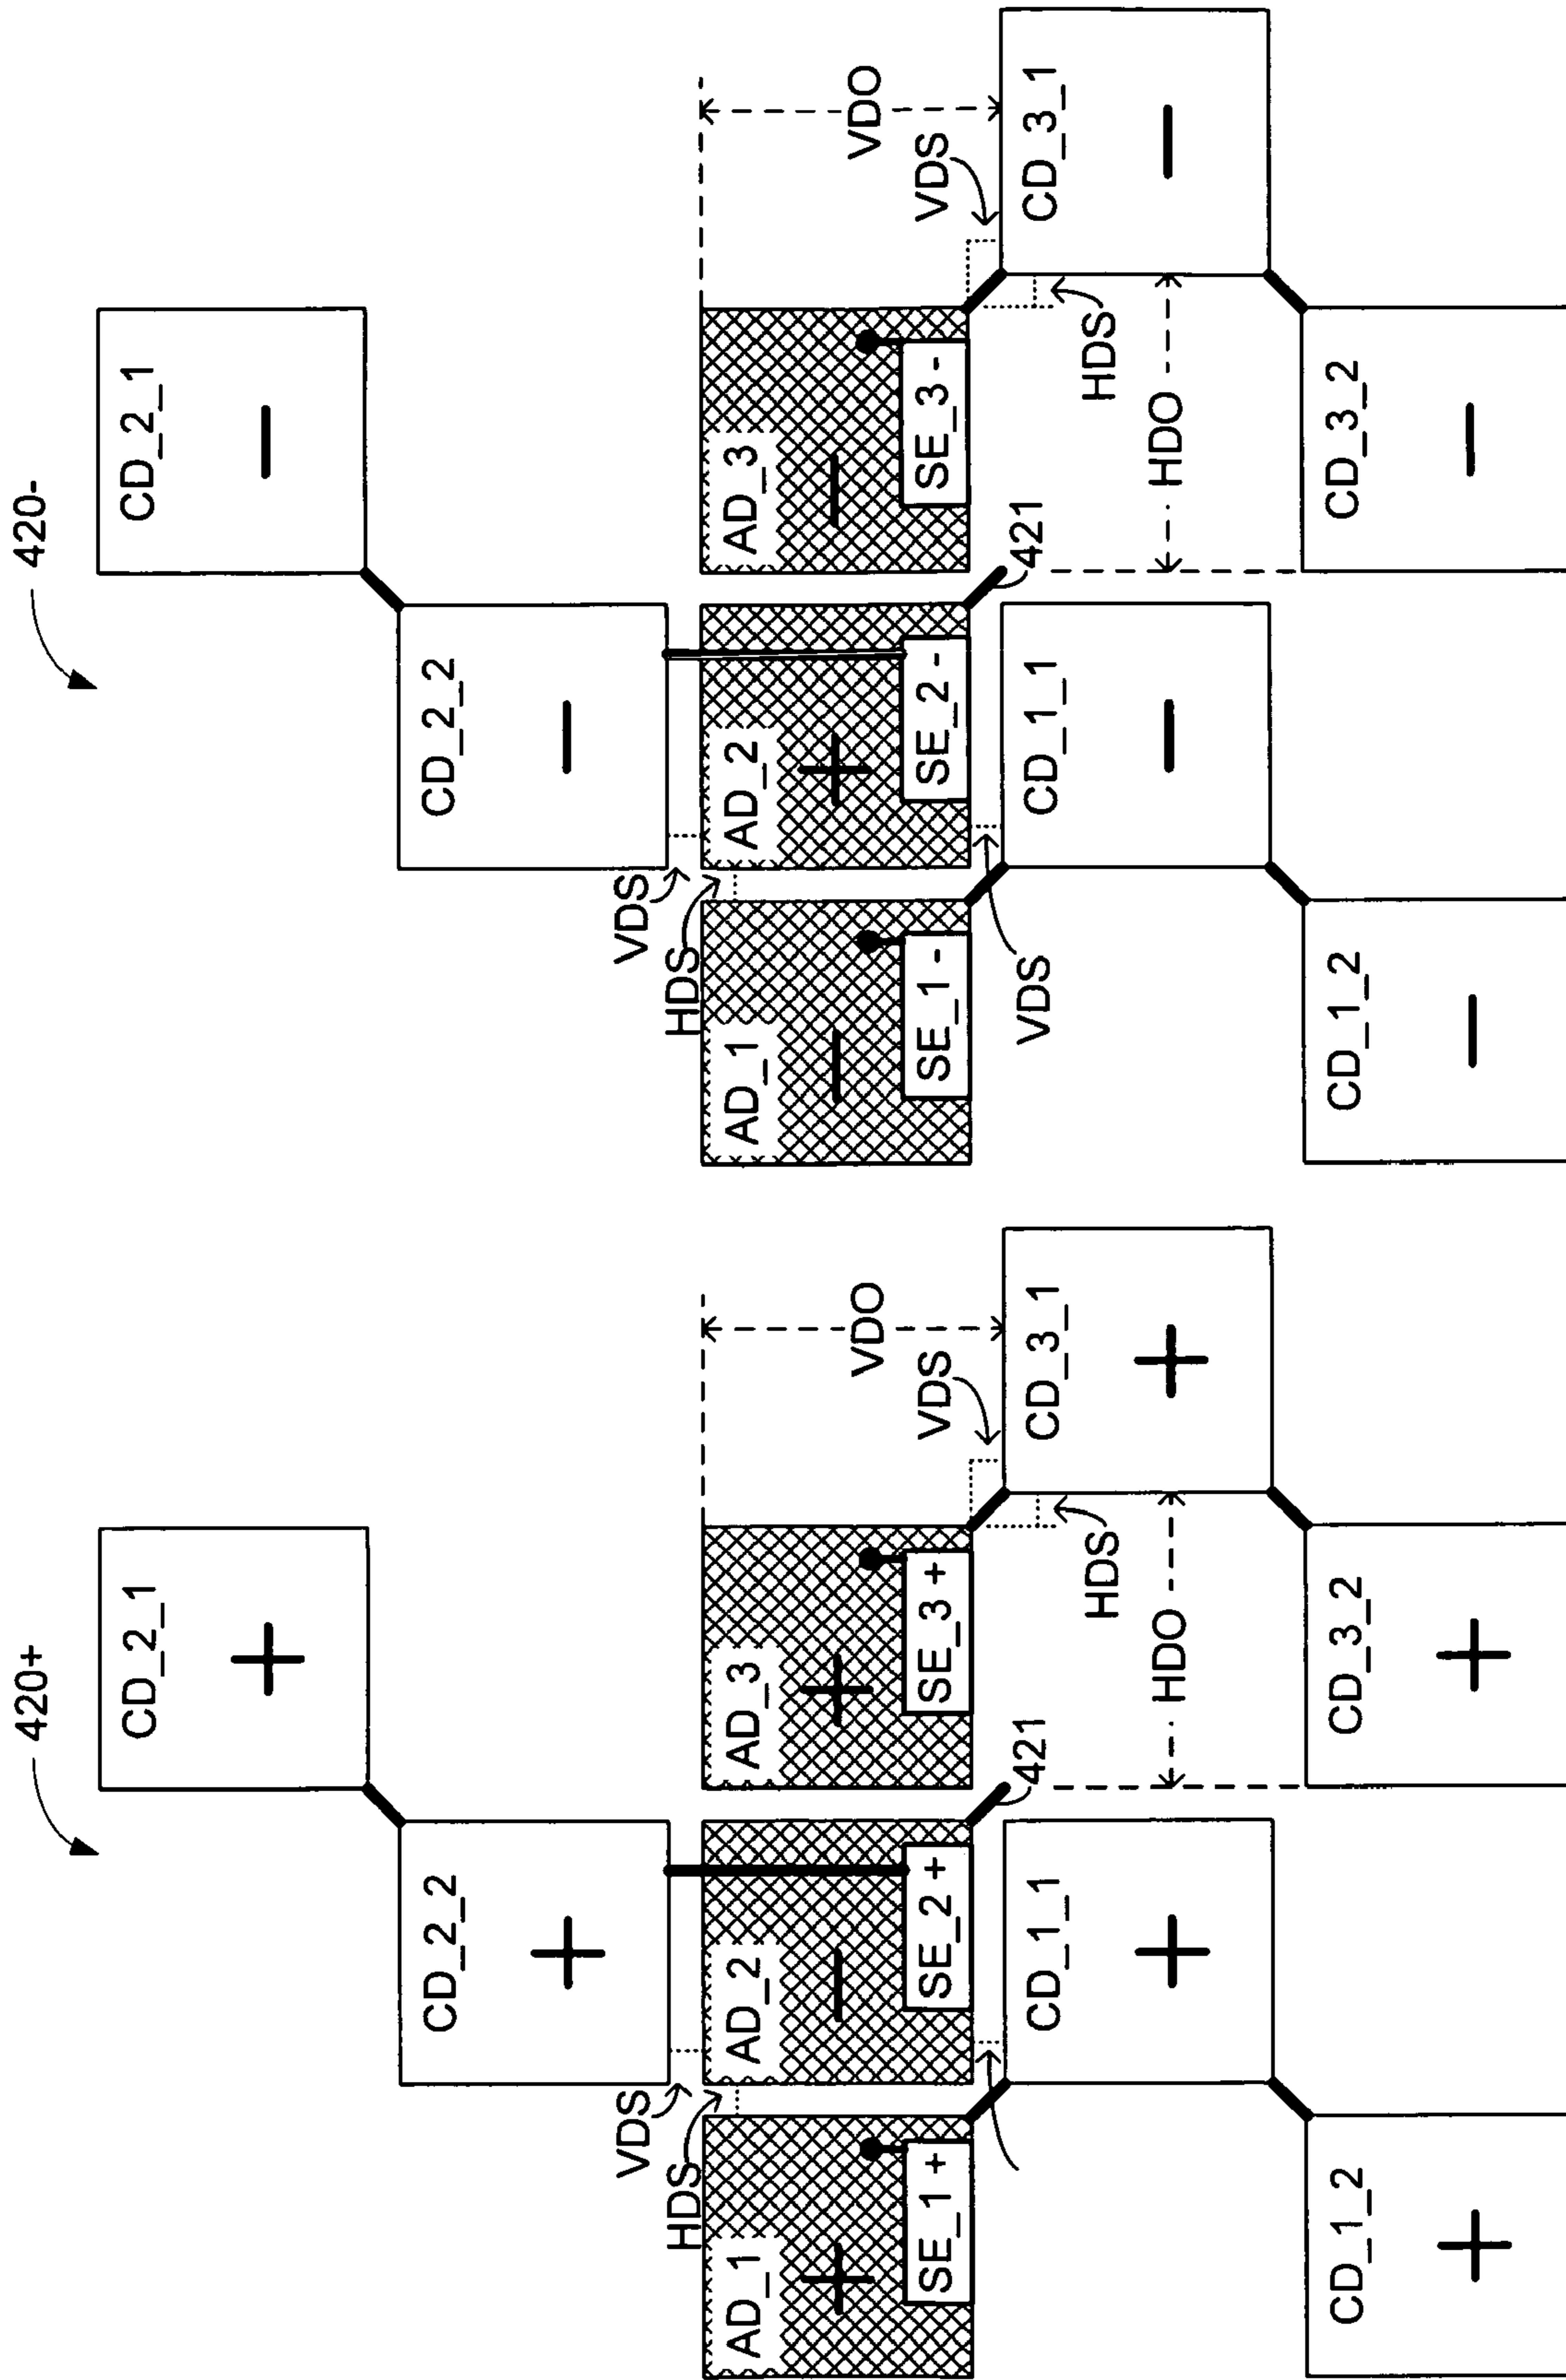 420+
CD_2_1
+
CD_2_2
+
VDS
HDS
AD_1
+
SE_1 +
AD_2
−
SE_2 +
AD_3
+
SE_3 +
421
VDO
VDS
HDS
HDO
CD_1_1
+
CD_3_1
+
CD_1_2
+
CD_3_2
+
420-
CD_2_1
−
CD_2_2
−
VDS
HDS
AD_1
−
SE_1 -
AD_2
+
SE_2 -
AD_3
−
SE_3 -
421
VDO
VDS
VDS
HDS
HDO
CD_1_1
−
CD_3_1
−
CD_1_2
−
CD_3_2
−